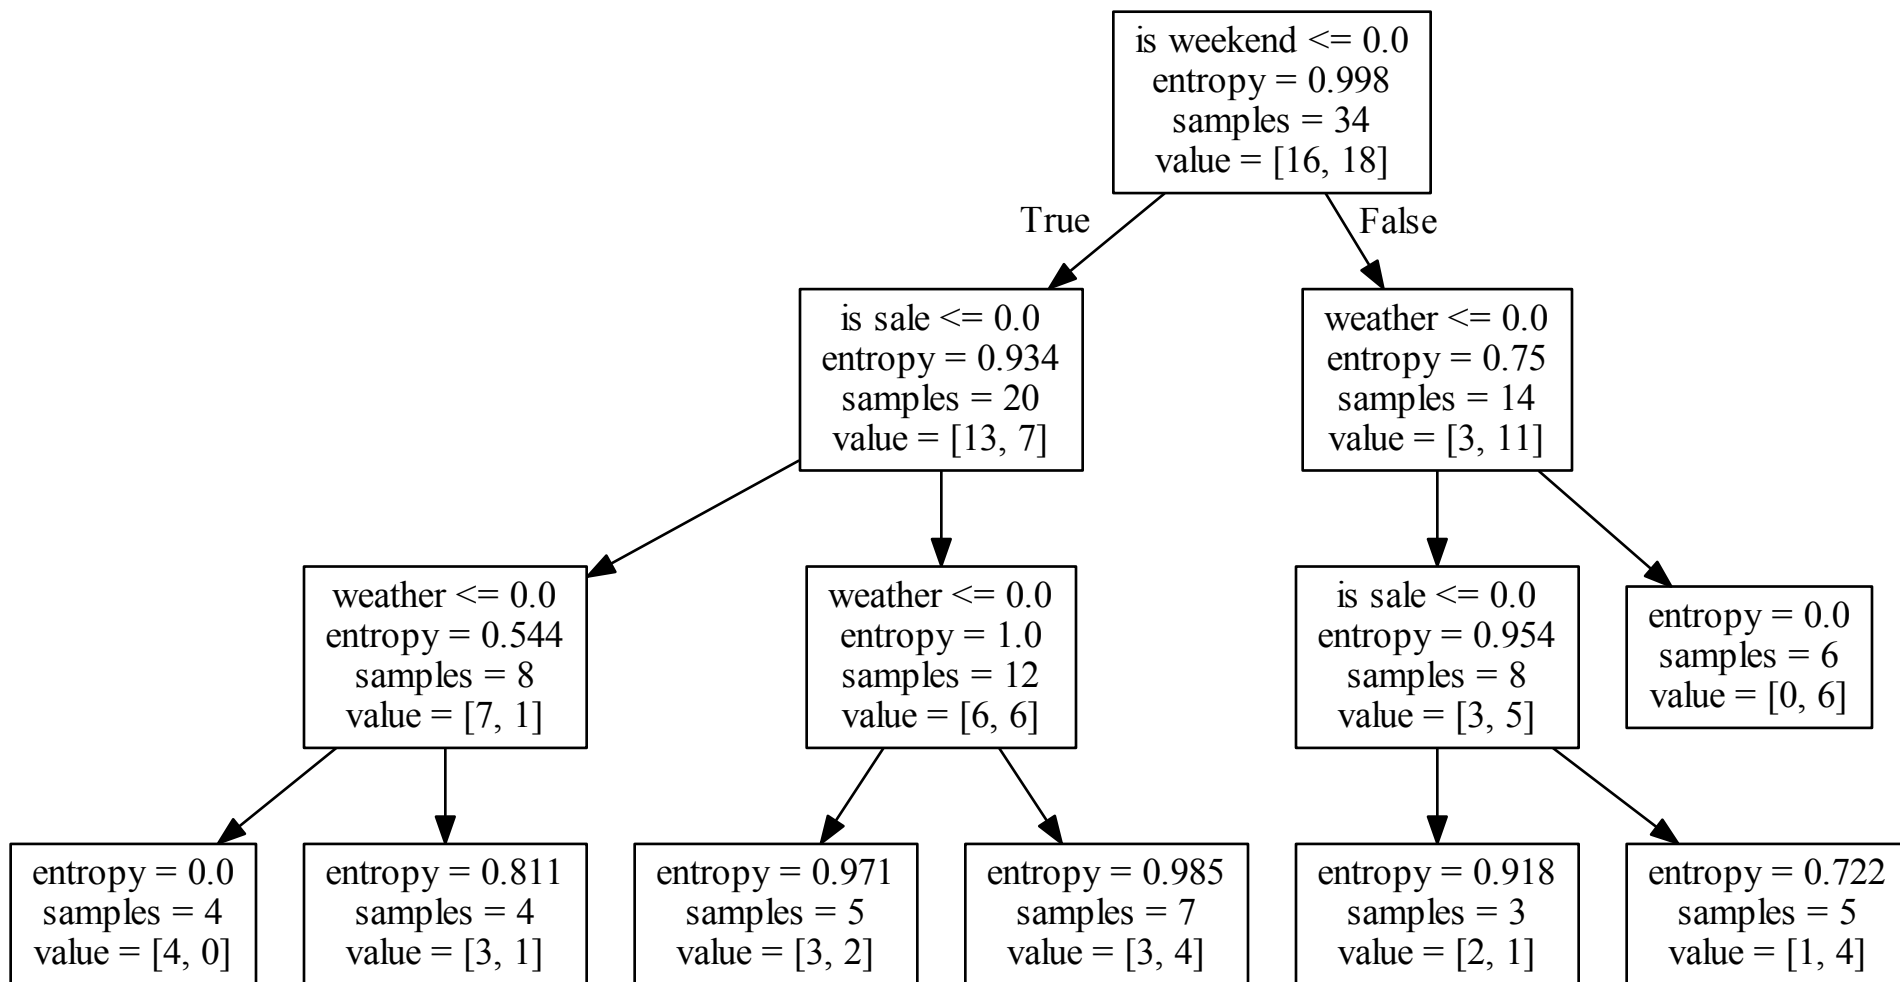 is weekend <= 0.0
entropy = 0.998
samples = 34
value = [16, 18]
True
False
is sale <= 0.0
entropy = 0.934
samples = 20
value = [13, 7]
weather <= 0.0
entropy = 0.75
samples = 14
value = [3, 11]
weather <= 0.0
entropy = 0.544
samples = 8
value = [7, 1]
weather <= 0.0
entropy = 1.0
samples = 12
value = [6, 6]
is sale <= 0.0
entropy = 0.954
samples = 8
value = [3, 5]
entropy = 0.0
samples = 6
value = [0, 6]
entropy = 0.0
samples = 4
value = [4, 0]
entropy = 0.811
samples = 4
value = [3, 1]
entropy = 0.971
samples = 5
value = [3, 2]
entropy = 0.985
samples = 7
value = [3, 4]
entropy = 0.918
samples = 3
value = [2, 1]
entropy = 0.722
samples = 5
value = [1, 4]